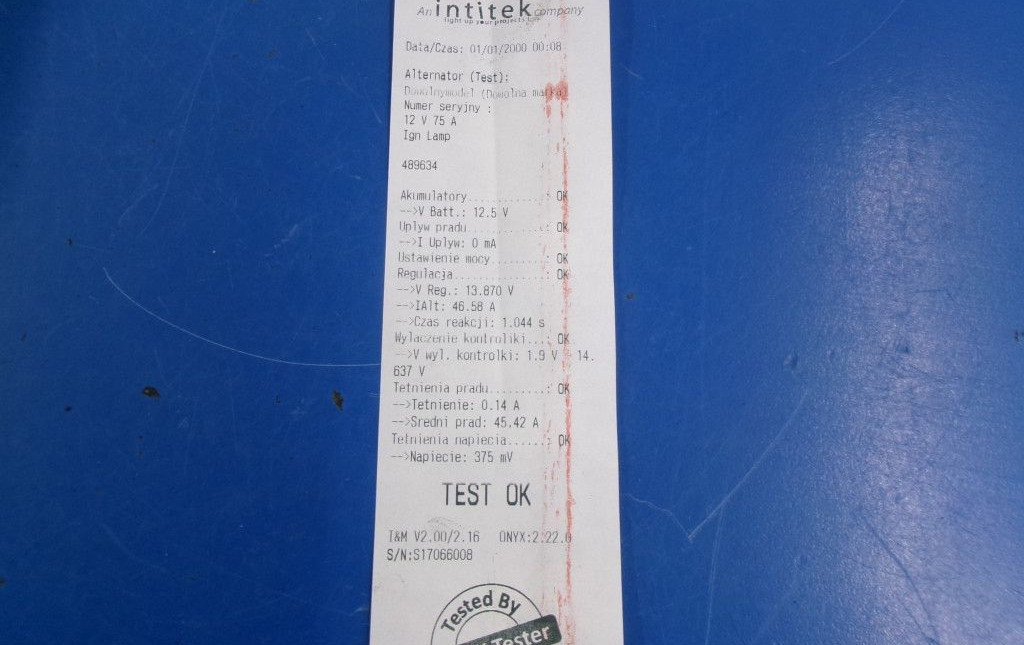 An intitek company
light up your projects
Data/Czas: 01/01/2000 00:08
Alternator (Test):
Dowolnymodel (Dowolna marka)
Numer seryjny :
12 V 75 A
Ign Lamp
489634
Akumulatory............: OK
-->V Batt.: 12.5 V
Uplyw pradu............: OK
-->I Uplyw: 0 mA
Ustawienie mocy........: OK
Regulacja..............: OK
-->V Reg.: 13.870 V
-->IAlt: 46.58 A
-->Czas reakcji: 1.044 s
Wylaczenie kontrolki...: OK
-->V wyl. kontrolki: 1.9 V - 14.
637 V
Tetnienia pradu........: OK
-->Tetnienie: 0.14 A
-->Sredni prad: 45.42 A
Tetnienia napiecia.....: OK
-->Napiecie: 375 mV
TEST OK
T&M V2.00/2.16 ONYX:2.22.0
S/N:S17066008
Tested By
Tester